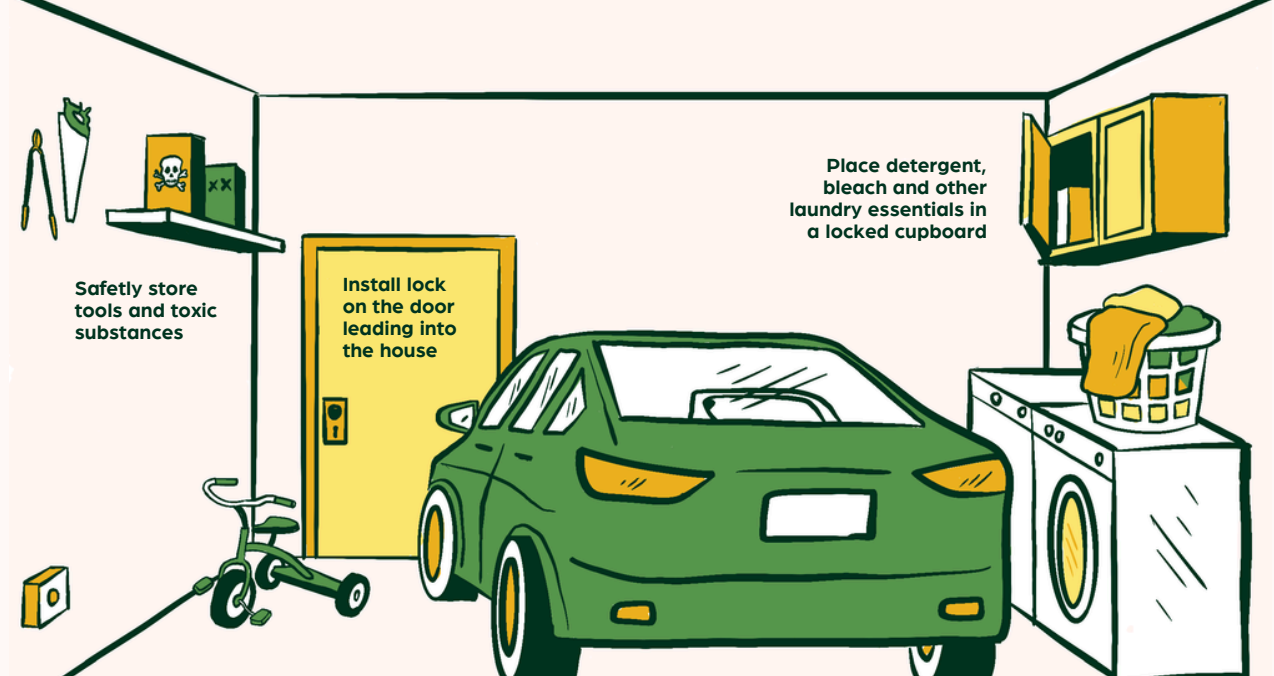 Safetly store
tools and toxic
substances
Install lock
on the door
leading into
the house
Place detergent,
bleach and other
laundry essentials in
a locked cupboard
XX